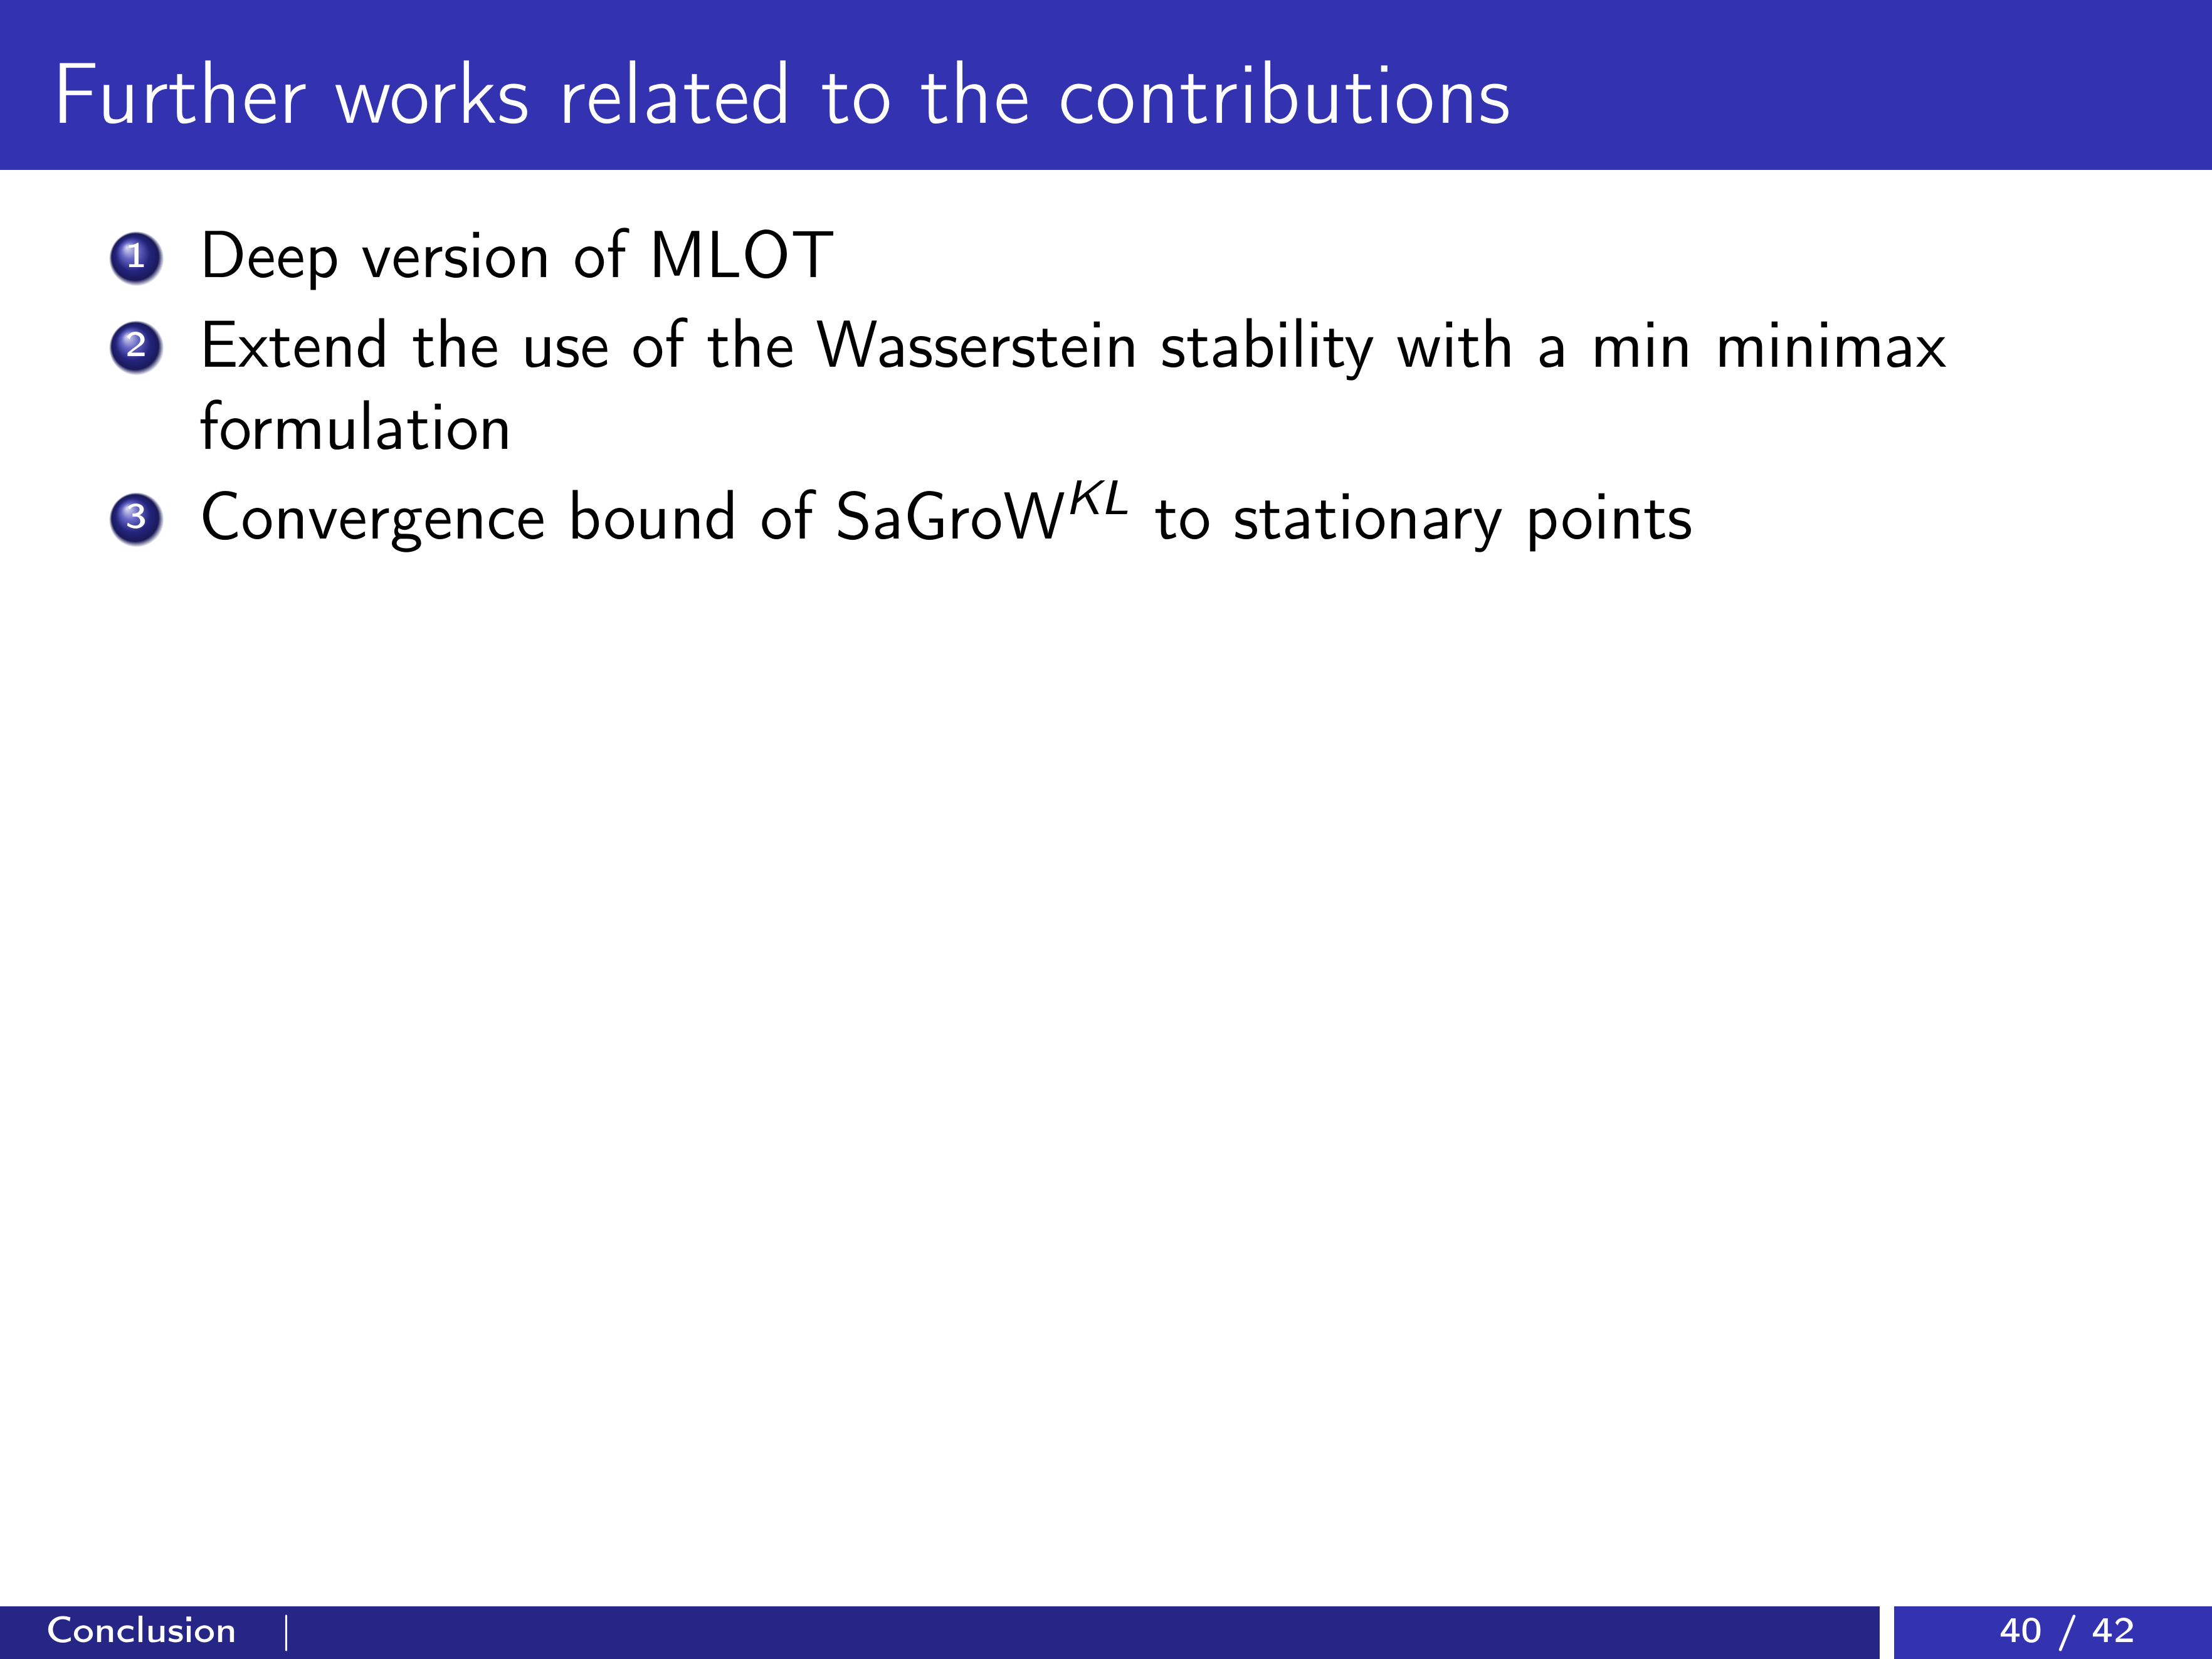 Further works related to the contributions
1 Deep version of MLOT
2 Extend the use of the Wasserstein stability with a min minimax
formulation
3 Convergence bound of SaGroW^KL to stationary points
Conclusion |
40 / 42